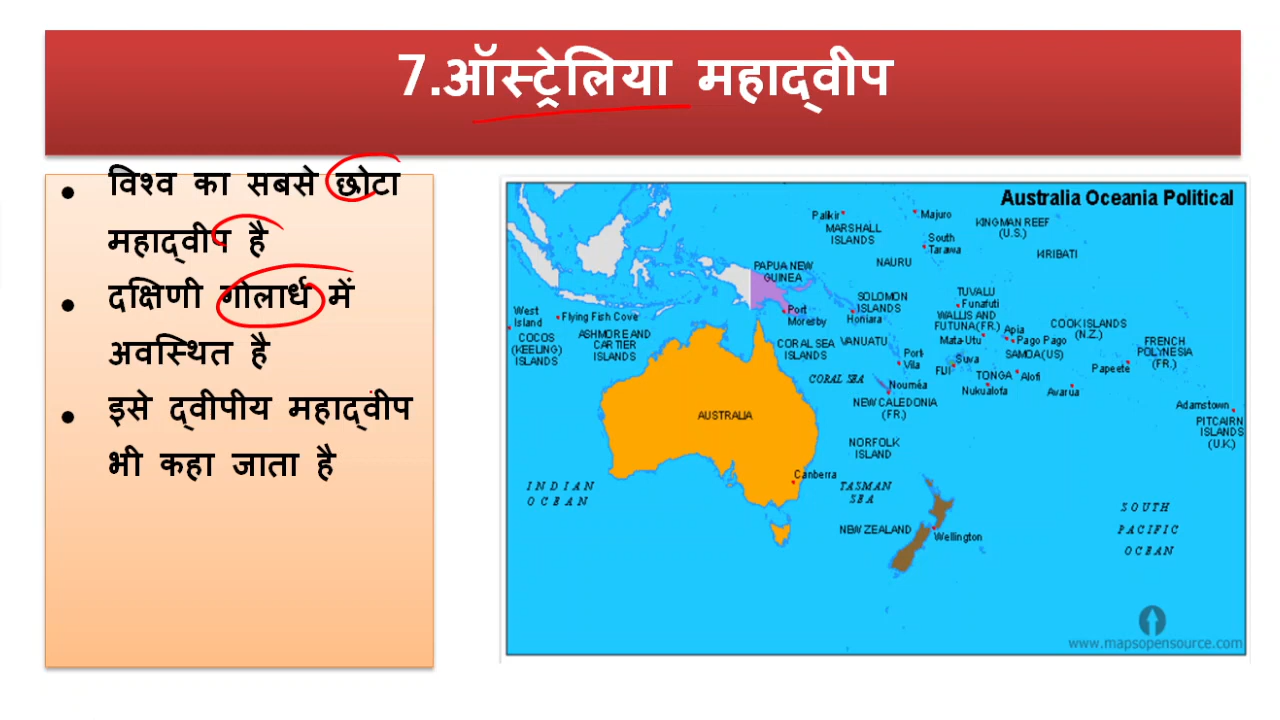 7.ऑस्ट्रेलिया महाद्वीप
विश्व का सबसे छोटा
महाद्वीप है
दक्षिणी गोलार्ध में
अवस्थित है
इसे द्वीपीय महाद्वीप
भी कहा जाता है
Australia Oceania Political
Palikir
MARSHALL
ISLANDS
Majuro
KINGMAN REEF
(U.S.)
South
Tarawa
NAURU
KIRIBATI
PAPUA NEW
GUINEA
Port
Moresby
SOLOMON
ISLANDS
Honiara
TUVALU
Funafuti
WALLIS AND
FUTUNA(FR.)
Mata-Utu
Apia
Pago Pago
SAMOA(US)
COOK ISLANDS
(N.Z.)
FRENCH
POLYNESIA
(FR.)
Papeete
West
Island
Flying Fish Cove
COCOS
(KEELING)
ISLANDS
ASHMORE AND
CARTIER
ISLANDS
CORAL SEA
ISLANDS
VANUATU
Port-
Vila
Suva
FIJI
TONGA
Alofi
Nukualofa
Avarua
CORAL SEA
Nouméa
NEW CALEDONIA
(FR.)
Adamstown
PITCAIRN
ISLANDS
(U.K.)
AUSTRALIA
NORFOLK
ISLAND
Canberra
INDIAN
OCEAN
TASMAN
SEA
NEW ZEALAND
Wellington
SOUTH
PACIFIC
OCEAN
www.mapsopensource.com